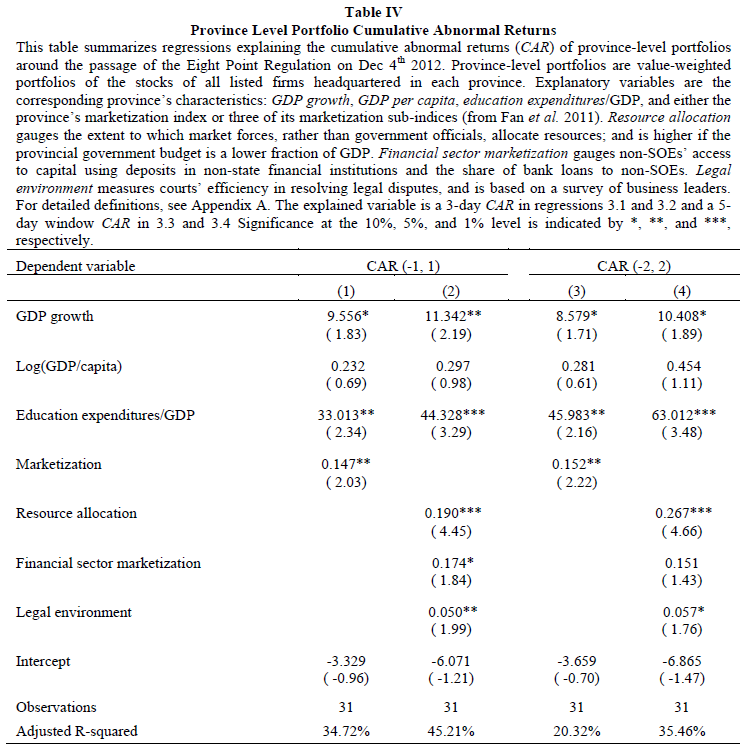 Table IV
Province Level Portfolio Cumulative Abnormal Returns
This table summarizes regressions explaining the cumulative abnormal returns (CAR) of province-level portfolios
around the passage of the Eight Point Regulation on Dec 4th 2012. Province-level portfolios are value-weighted
portfolios of the stocks of all listed firms headquartered in each province. Explanatory variables are the
corresponding province's characteristics: GDP growth, GDP per capita, education expenditures/GDP, and either the
province's marketization index or three of its marketization sub-indices (from Fan et al. 2011). Resource allocation
gauges the extent to which market forces, rather than government officials, allocate resources; and is higher if the
provincial government budget is a lower fraction of GDP. Financial sector marketization gauges non-SOEs' access
to capital using deposits in non-state financial institutions and the share of bank loans to non-SOEs. Legal
environment measures courts' efficiency in resolving legal disputes, and is based on a survey of business leaders.
For detailed definitions, see Appendix A. The explained variable is a 3-day CAR in regressions 3.1 and 3.2 and a 5-
day window CAR in 3.3 and 3.4 Significance at the 10%, 5%, and 1% level is indicated by *, **, and ***,
respectively.
Dependent variable CAR (-1, 1) CAR (-2, 2)
(1) (2) (3) (4)
GDP growth 9.556* 11.342** 8.579* 10.408*
( 1.83) ( 2.19) ( 1.71) ( 1.89)
Log(GDP/capita) 0.232 0.297 0.281 0.454
( 0.69) ( 0.98) ( 0.61) ( 1.11)
Education expenditures/GDP 33.013** 44.328*** 45.983** 63.012***
( 2.34) ( 3.29) ( 2.16) ( 3.48)
Marketization 0.147** 0.152**
( 2.03) ( 2.22)
Resource allocation 0.190*** 0.267***
( 4.45) ( 4.66)
Financial sector marketization 0.174* 0.151
( 1.84) ( 1.43)
Legal environment 0.050** 0.057*
( 1.99) ( 1.76)
Intercept -3.329 -6.071 -3.659 -6.865
( -0.96) ( -1.21) ( -0.70) ( -1.47)
Observations 31 31 31 31
Adjusted R-squared 34.72% 45.21% 20.32% 35.46%